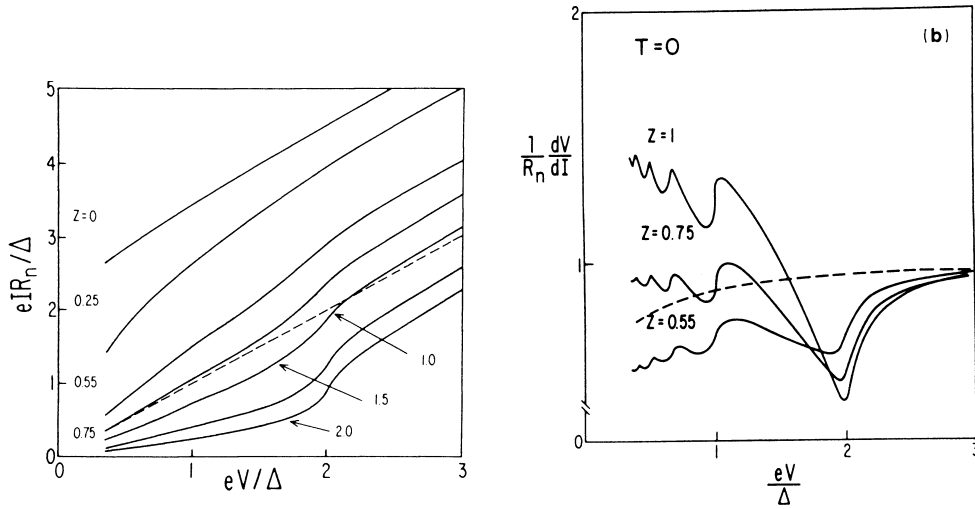 5
4
3
2
1
0
eIRn/Δ
Z=0
0.25
0.55
0.75
1.0
1.5
2.0
0 1 2 3
eV/Δ
(b)
T=0
2
1
0
1/Rn dV/dI
Z=1
Z=0.75
Z=0.55
1 2 3
eV/Δ